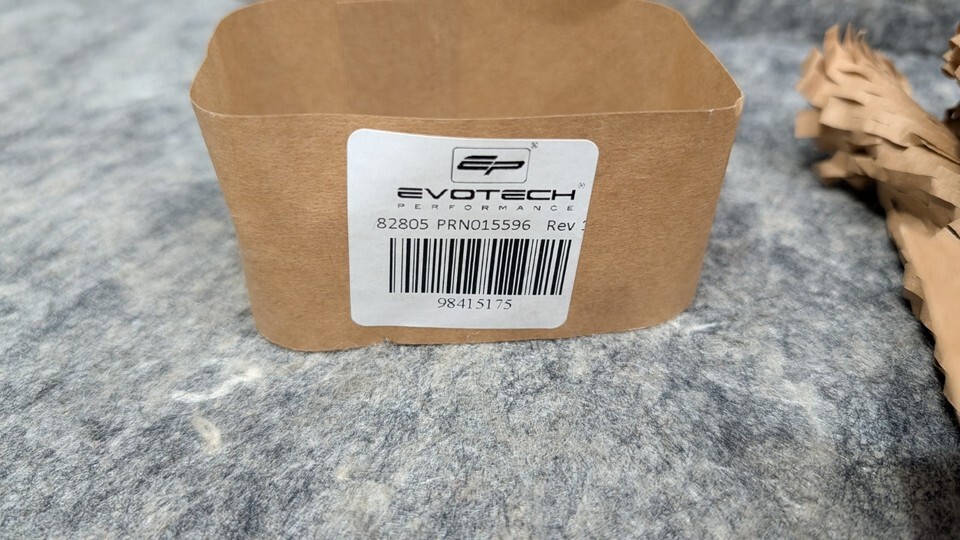 EP
EVOTECH
PERFORMANCE
82805 PRN015596 Rev
98415175